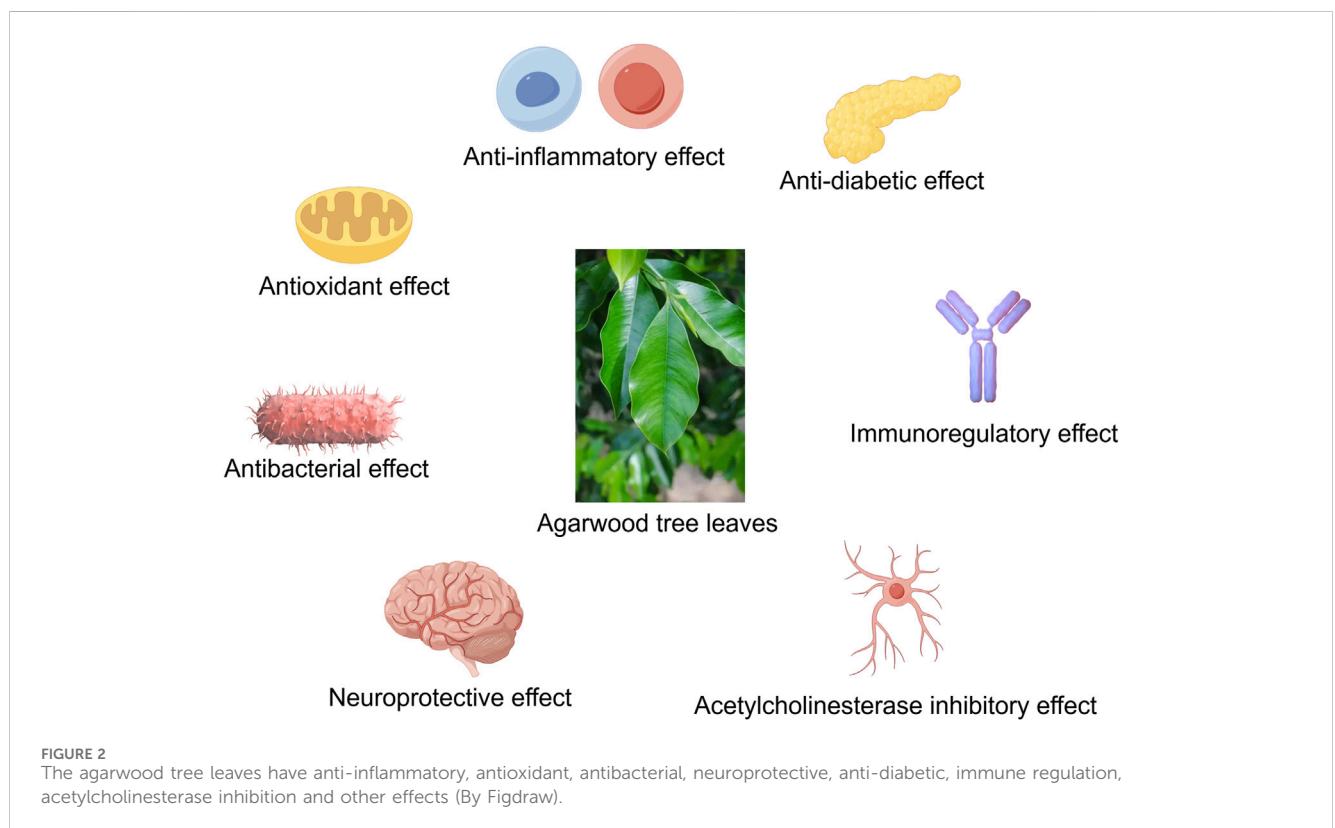 Anti-inflammatory effect
Anti-diabetic effect
Antioxidant effect
Immunoregulatory effect
Antibacterial effect
Agarwood tree leaves
Neuroprotective effect
Acetylcholinesterase inhibitory effect
FIGURE 2
The agarwood tree leaves have anti-inflammatory, antioxidant, antibacterial, neuroprotective, anti-diabetic, immune regulation,
acetylcholinesterase inhibition and other effects (By Figdraw).